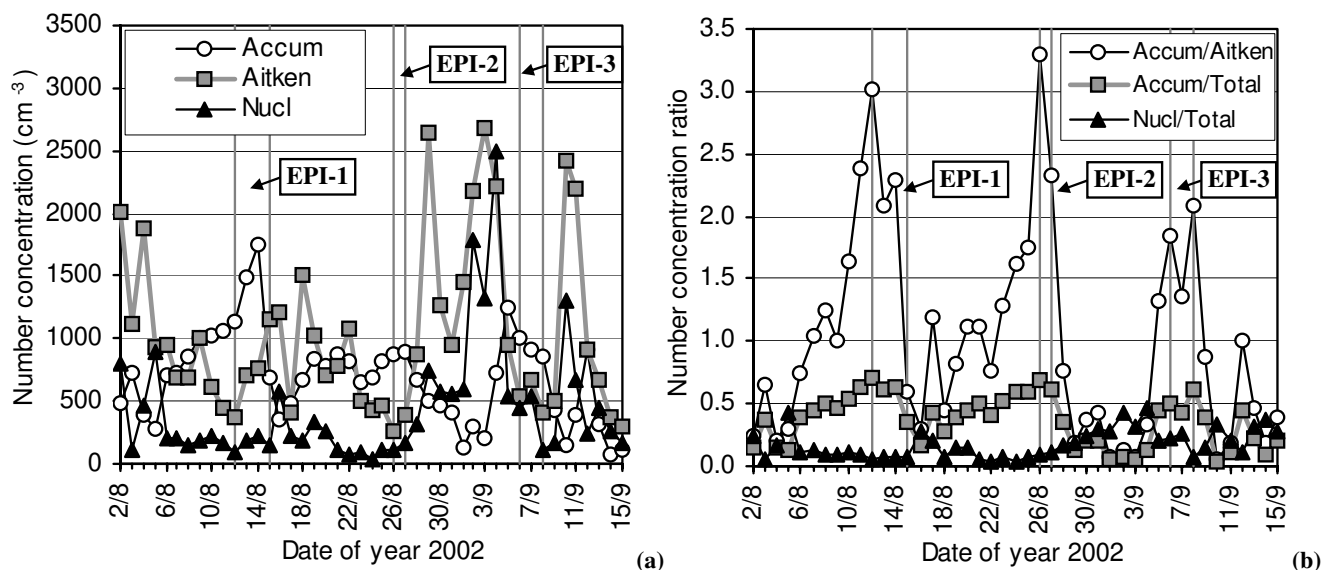 3500
3000
2500
2000
1500
1000
500
0
Number concentration (cm⁻³)
Accum
Aitken
Nucl
EPI-1
EPI-2
EPI-3
2/8
6/8
10/8
14/8
18/8
22/8
26/8
30/8
3/9
7/9
11/9
15/9
Date of year 2002
(a)
3.5
3.0
2.5
2.0
1.5
1.0
0.5
0.0
Number concentration ratio
Accum/Aitken
Accum/Total
Nucl/Total
EPI-1
EPI-2
EPI-3
2/8
6/8
10/8
14/8
18/8
22/8
26/8
30/8
3/9
7/9
11/9
15/9
Date of year 2002
(b)